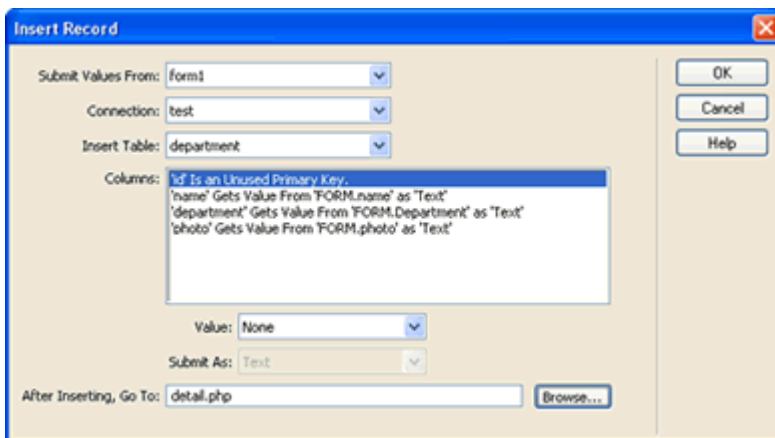 Insert Record
Submit Values From: form1
OK
Connection: test
Cancel
Insert Table: department
Help
Columns: 'id' Is an Unused Primary Key.
'name' Gets Value From 'FORM.name' as 'Text'
'department' Gets Value From 'FORM.Department' as 'Text'
'photo' Gets Value From 'FORM.photo' as 'Text'
Value: None
Submit As: Text
After Inserting, Go To: detail.php
Browse...